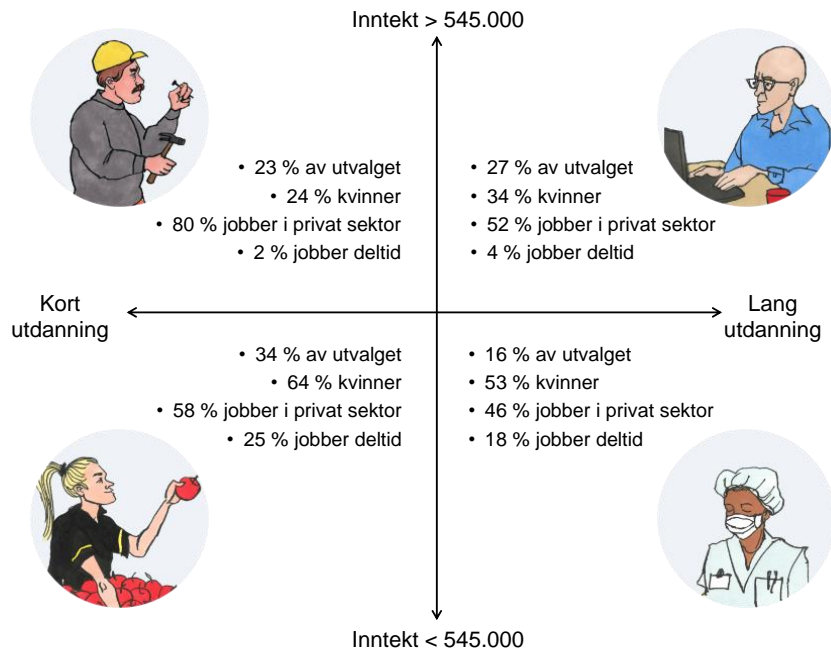 Inntekt > 545.000
• 23 % av utvalget
• 24 % kvinner
• 80 % jobber i privat sektor
• 2 % jobber deltid
• 27 % av utvalget
• 34 % kvinner
• 52 % jobber i privat sektor
• 4 % jobber deltid
Kort
utdanning
Lang
utdanning
• 34 % av utvalget
• 64 % kvinner
• 58 % jobber i privat sektor
• 25 % jobber deltid
• 16 % av utvalget
• 53 % kvinner
• 46 % jobber i privat sektor
• 18 % jobber deltid
Inntekt < 545.000